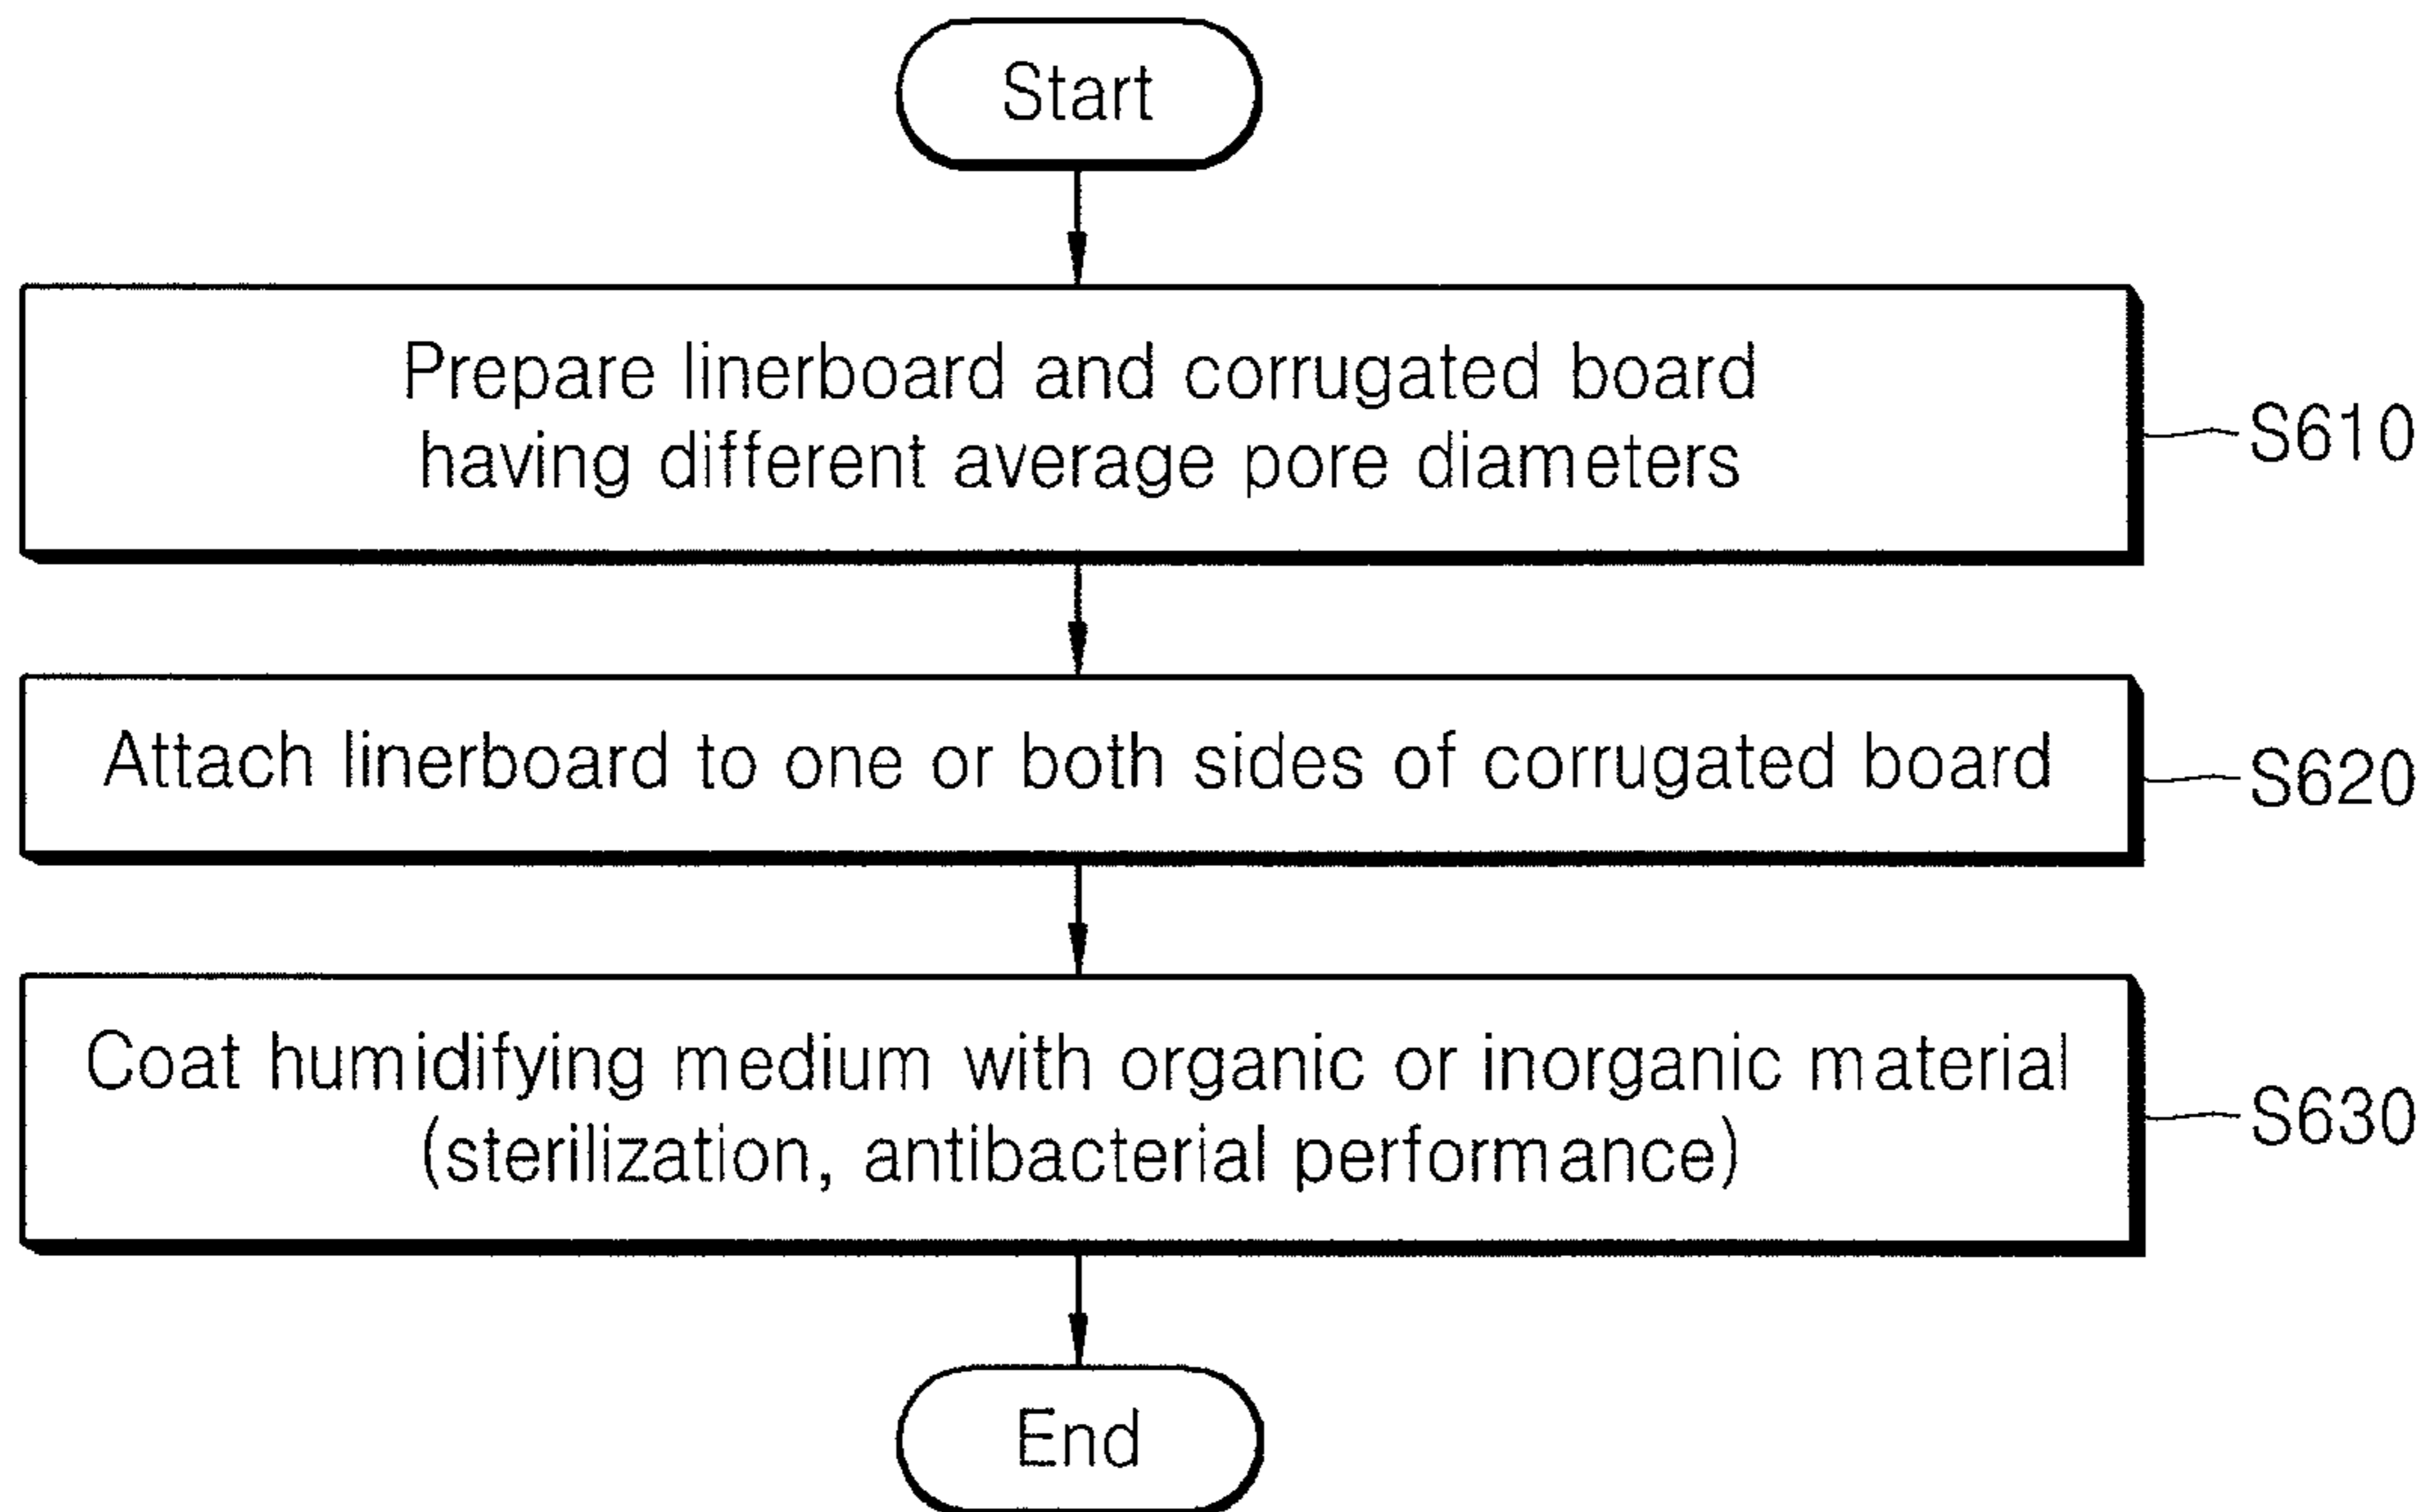 Start
Prepare linerboard and corrugated board
having different average pore diameters
S610
Attach linerboard to one or both sides of corrugated board
S620
Coat humidifying medium with organic or inorganic material
(sterilization, antibacterial performance)
S630
End